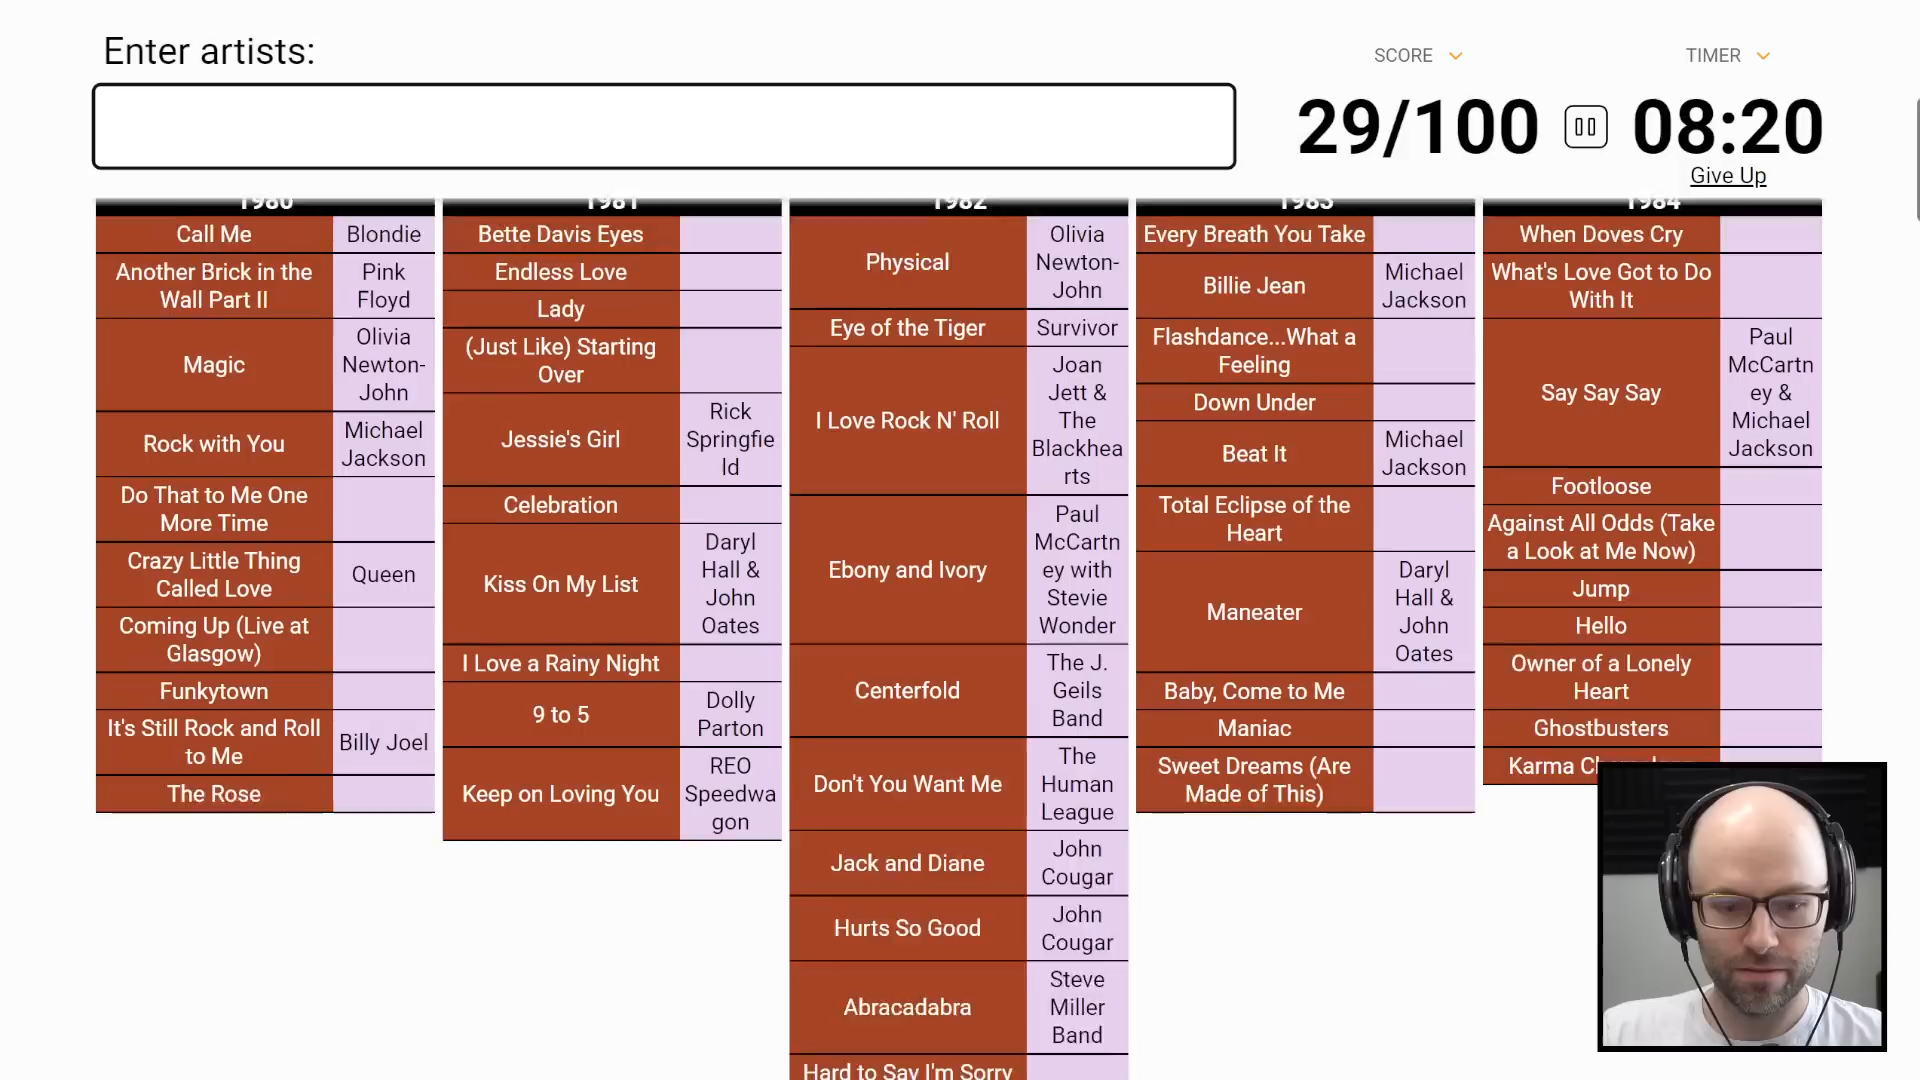 Enter artists:
SCORE
TIMER
29/100
08:20
Give Up
1980
Call Me
Blondie
Another Brick in the
Wall Part II
Pink
Floyd
Magic
Olivia
Newton-
John
Rock with You
Michael
Jackson
Do That to Me One
More Time
Crazy Little Thing
Called Love
Queen
Coming Up (Live at
Glasgow)
Funkytown
It's Still Rock and Roll
to Me
Billy Joel
The Rose
1981
Bette Davis Eyes
Endless Love
Lady
(Just Like) Starting
Over
Jessie's Girl
Rick
Springfie
ld
Celebration
Kiss On My List
Daryl
Hall &
John
Oates
I Love a Rainy Night
9 to 5
Dolly
Parton
Keep on Loving You
REO
Speedwa
gon
1982
Physical
Olivia
Newton-
John
Eye of the Tiger
Survivor
I Love Rock N' Roll
Joan
Jett &
The
Blackhea
rts
Ebony and Ivory
Paul
McCartn
ey with
Stevie
Wonder
Centerfold
The J.
Geils
Band
Don't You Want Me
The
Human
League
Jack and Diane
John
Cougar
Hurts So Good
John
Cougar
Abracadabra
Steve
Miller
Band
Hard to Say I'm Sorry
1983
Every Breath You Take
Billie Jean
Michael
Jackson
Flashdance...What a
Feeling
Down Under
Beat It
Michael
Jackson
Total Eclipse of the
Heart
Maneater
Daryl
Hall &
John
Oates
Baby, Come to Me
Maniac
Sweet Dreams (Are
Made of This)
1984
When Doves Cry
What's Love Got to Do
With It
Say Say Say
Paul
McCartn
ey &
Michael
Jackson
Footloose
Against All Odds (Take
a Look at Me Now)
Jump
Hello
Owner of a Lonely
Heart
Ghostbusters
Karma